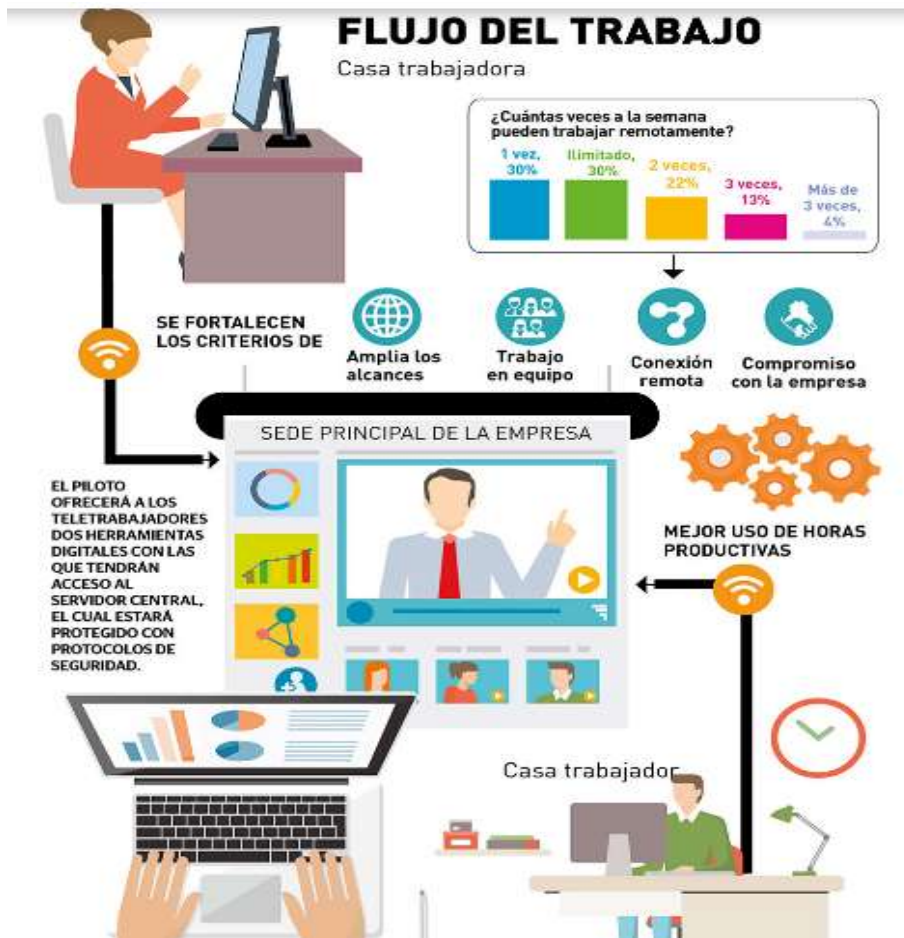 FLUJO DEL TRABAJO
Casa trabajadora
¿Cuántas veces a la semana
pueden trabajar remotamente?
1 vez,
30%
Ilimitado,
30%
2 veces,
22%
3 veces,
13%
Más de
3 veces,
4%
SE FORTALECEN
LOS CRITERIOS DE
Amplia los
alcances
Trabajo
en equipo
Conexión
remota
Compromiso
con la empresa
SEDE PRINCIPAL DE LA EMPRESA
EL PILOTO
OFRECERÁ A LOS
TELETRABAJADORES
DOS HERRAMIENTAS
DIGITALES CON LAS
QUE TENDRÁN
ACCESO AL
SERVIDOR CENTRAL,
EL CUAL ESTARÁ
PROTEGIDO CON
PROTOCOLOS DE
SEGURIDAD.
MEJOR USO DE HORAS
PRODUCTIVAS
Casa trabajador